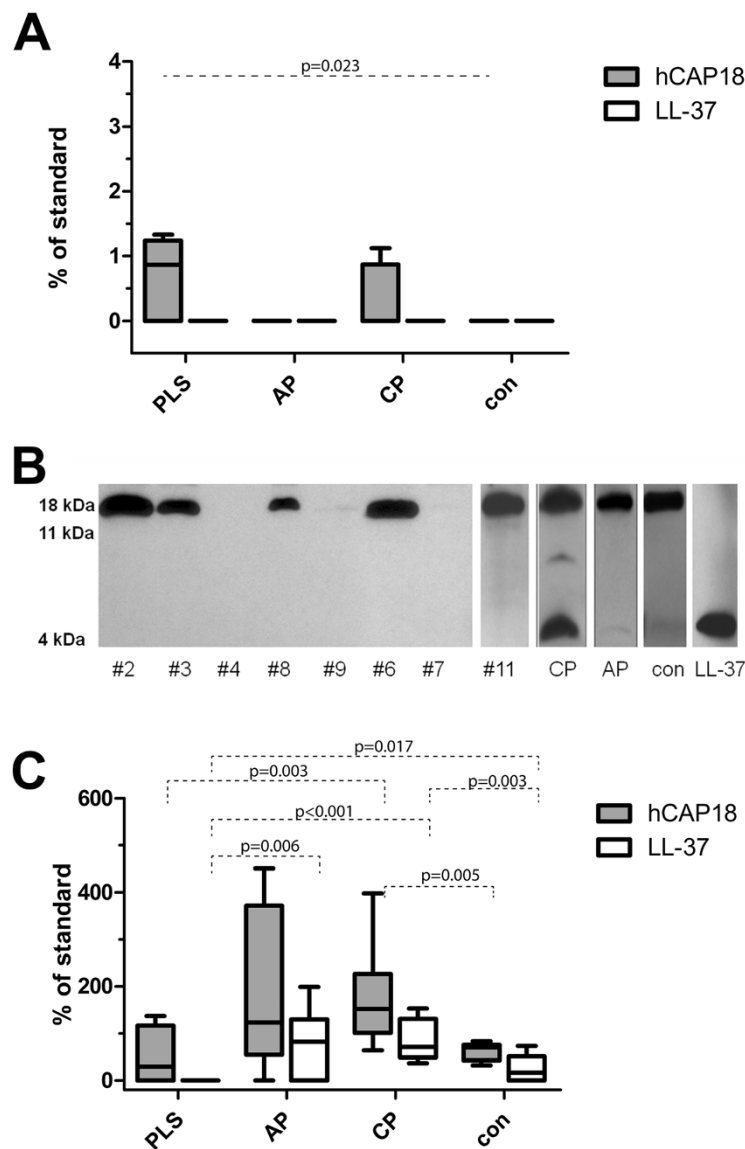 A
% of standard
4
3
2
1
0
p=0.023
hCAP18
LL-37
PLS
AP
CP
con
B
18 kDa
11 kDa
4 kDa
#2 #3 #4 #8 #9 #6 #7 #11 CP AP con LL-37
C
% of standard
600
400
200
0
p=0.017
p=0.003
p=0.003
p<0.001
p=0.006
p=0.005
hCAP18
LL-37
PLS
AP
CP
con